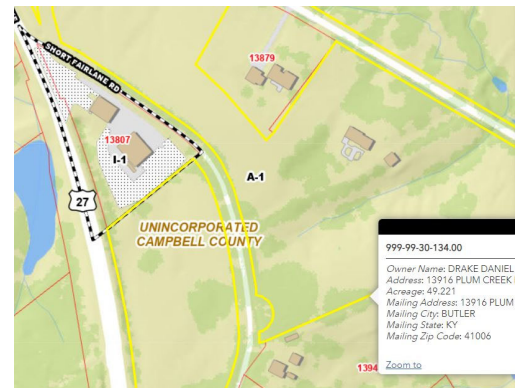 SHORT FAIRLANE RD
13879
13807
I-1
A-1
27
UNINCORPORATED
CAMPBELL COUNTY
999-99-30-134.00
Owner Name: DRAKE DANIEL
Address: 13916 PLUM CREEK
Acreage: 49.221
Mailing Address: 13916 PLUM
Mailing City: BUTLER
Mailing State: KY
Mailing Zip Code: 41006
1394
Zoom to